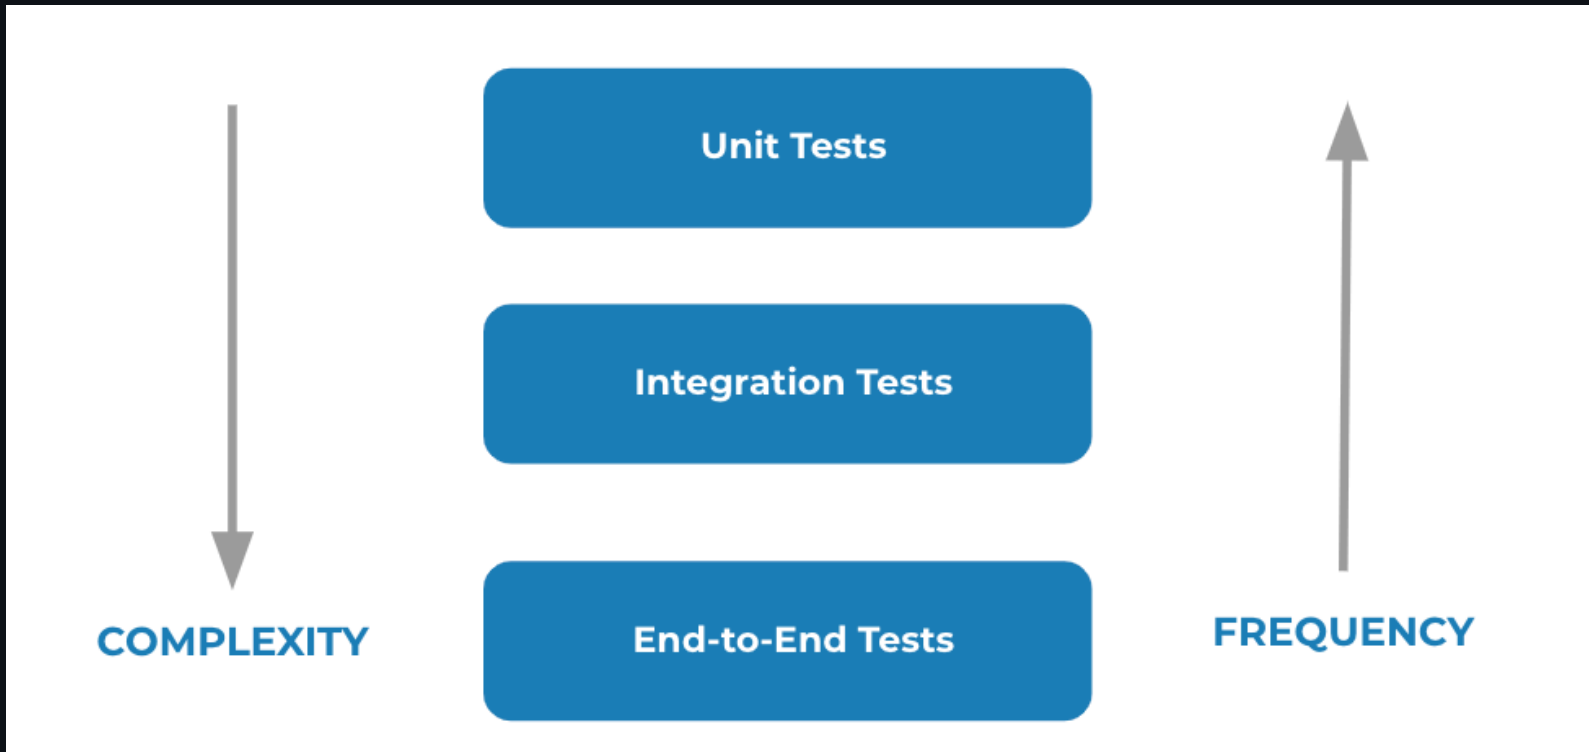 Unit Tests
Integration Tests
End-to-End Tests
COMPLEXITY
FREQUENCY